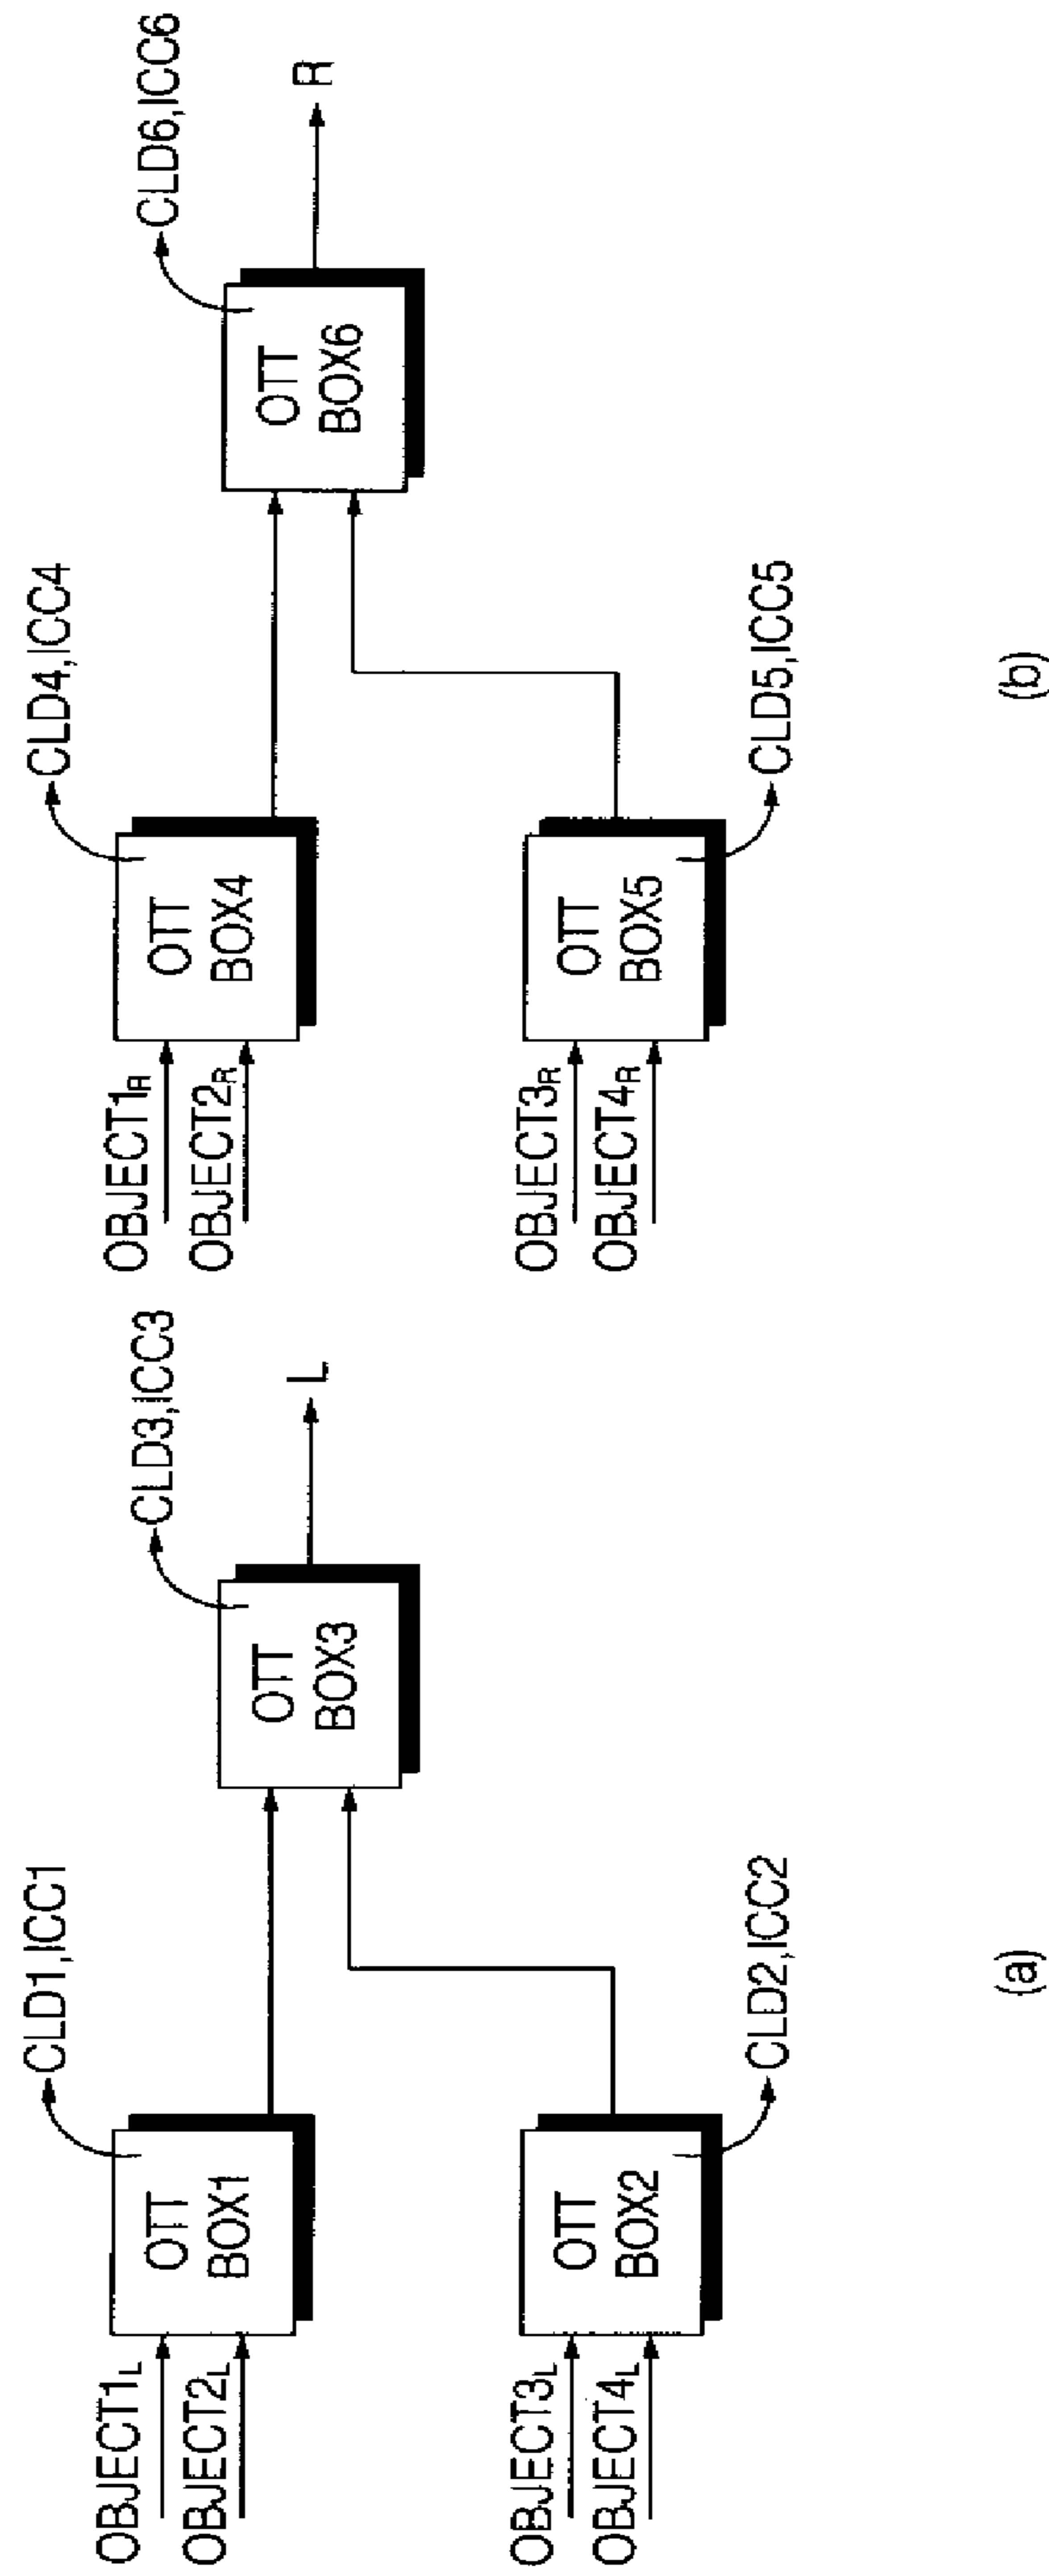 CLD1,ICC1
OBJECT1L
OBJECT2L
OTT
BOX1
CLD3,ICC3
OTT
BOX3
L
OBJECT3L
OBJECT4L
OTT
BOX2
CLD2,ICC2
(a)
CLD4,ICC4
OBJECT1R
OBJECT2R
OTT
BOX4
CLD6,ICC6
OTT
BOX6
R
OBJECT3R
OBJECT4R
OTT
BOX5
CLD5,ICC5
(b)